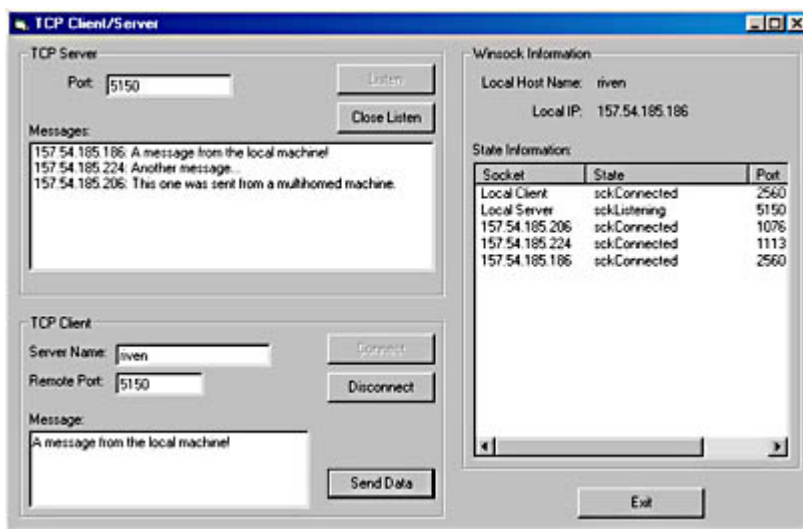 TCP Client/Server
TCP Server
Port: 5150
Listen
Close Listen
Messages:
157.54.185.186: A message from the local machine!
157.54.185.224: Another message...
157.54.185.206: This one was sent from a multihomed machine.
TCP Client
Server Name: riven
Connect
Remote Port: 5150
Disconnect
Message:
A message from the local machine!
Send Data
Winsock Information
Local Host Name: riven
Local IP: 157.54.185.186
State Information:
Socket State Port
Local Client sckConnected 2560
Local Server sckListening 5150
157.54.185.206 sckConnected 1076
157.54.185.224 sckConnected 1113
157.54.185.186 sckConnected 2560
Exit